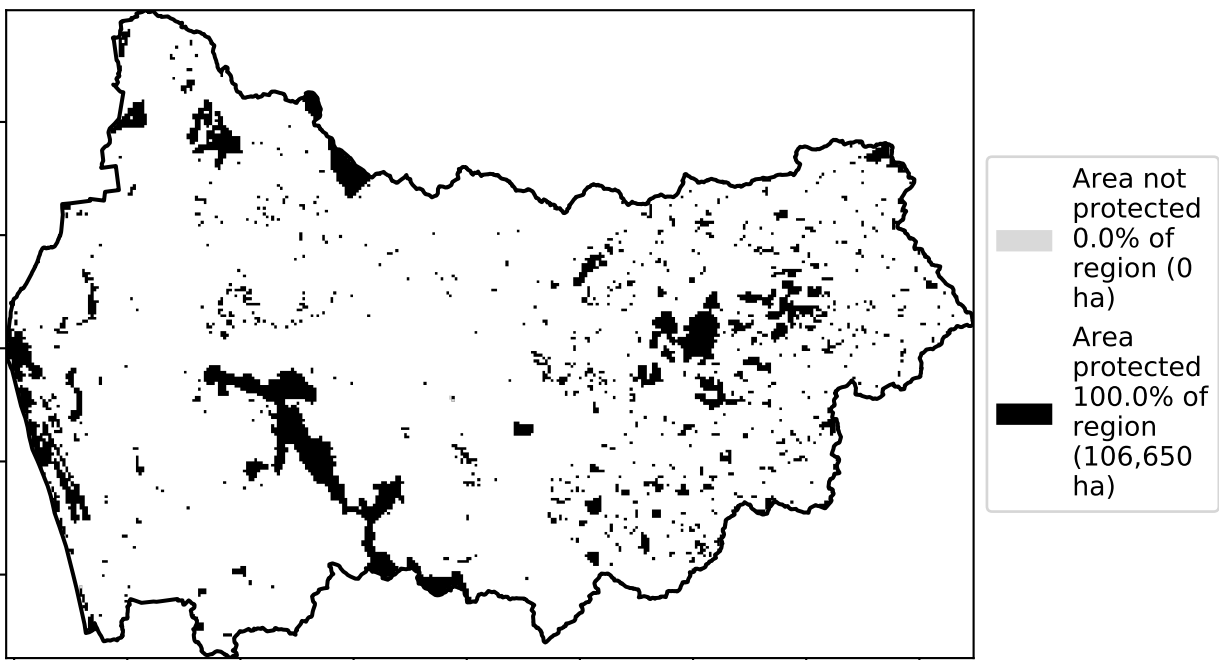 Area not
protected
0.0% of
region (0
ha)
Area
protected
100.0% of
region
(106,650
ha)